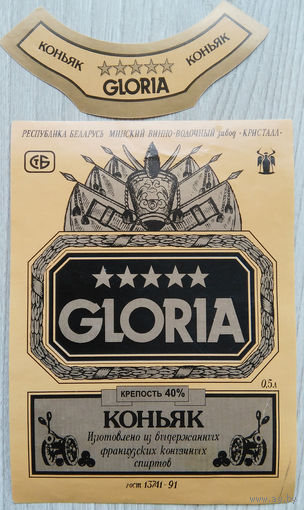 КОНЬЯК
★★★★★
КОНЬЯК
GLORIA
РЕСПУБЛИКА БЕЛАРУСЬ МИНСКИЙ ВИННО-ВОДОЧНЫЙ завод «КРИСТАЛЛ»
СТБ
★★★★★
GLORIA
0,5л
КРЕПОСТЬ 40%
КОНЬЯК
Изготовлено из выдержанных
французских коньячных
спиртов
гост 13741-91